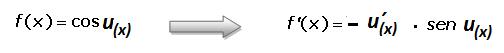 f(x) = cos u(x) ⟹ f'(x) = – u´(x) · sen u(x)